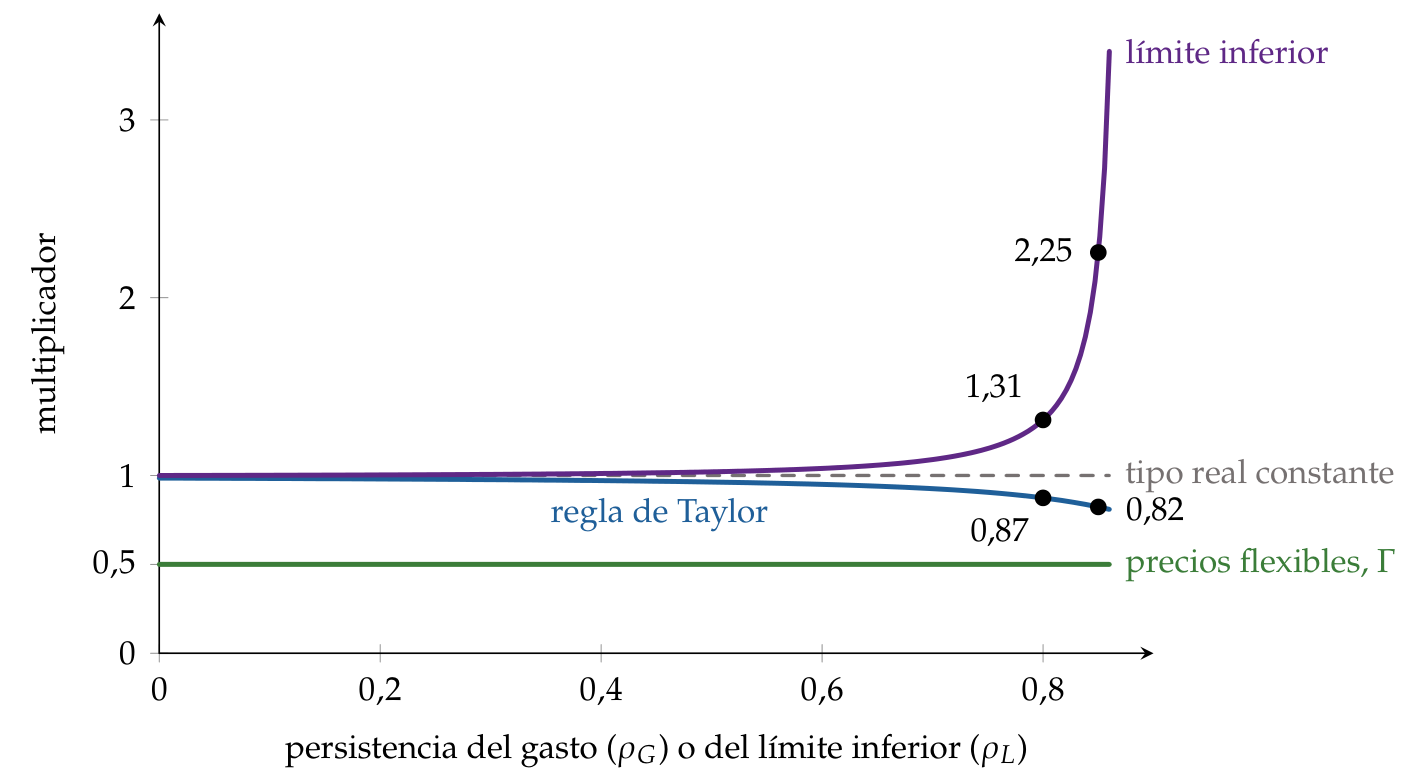 límite inferior
3
2,25
multiplicador
2
1,31
1
tipo real constante
regla de Taylor
0,87
0,82
0,5
precios flexibles, Γ
0
0
0,2
0,4
0,6
0,8
persistencia del gasto (ρG) o del límite inferior (ρL)